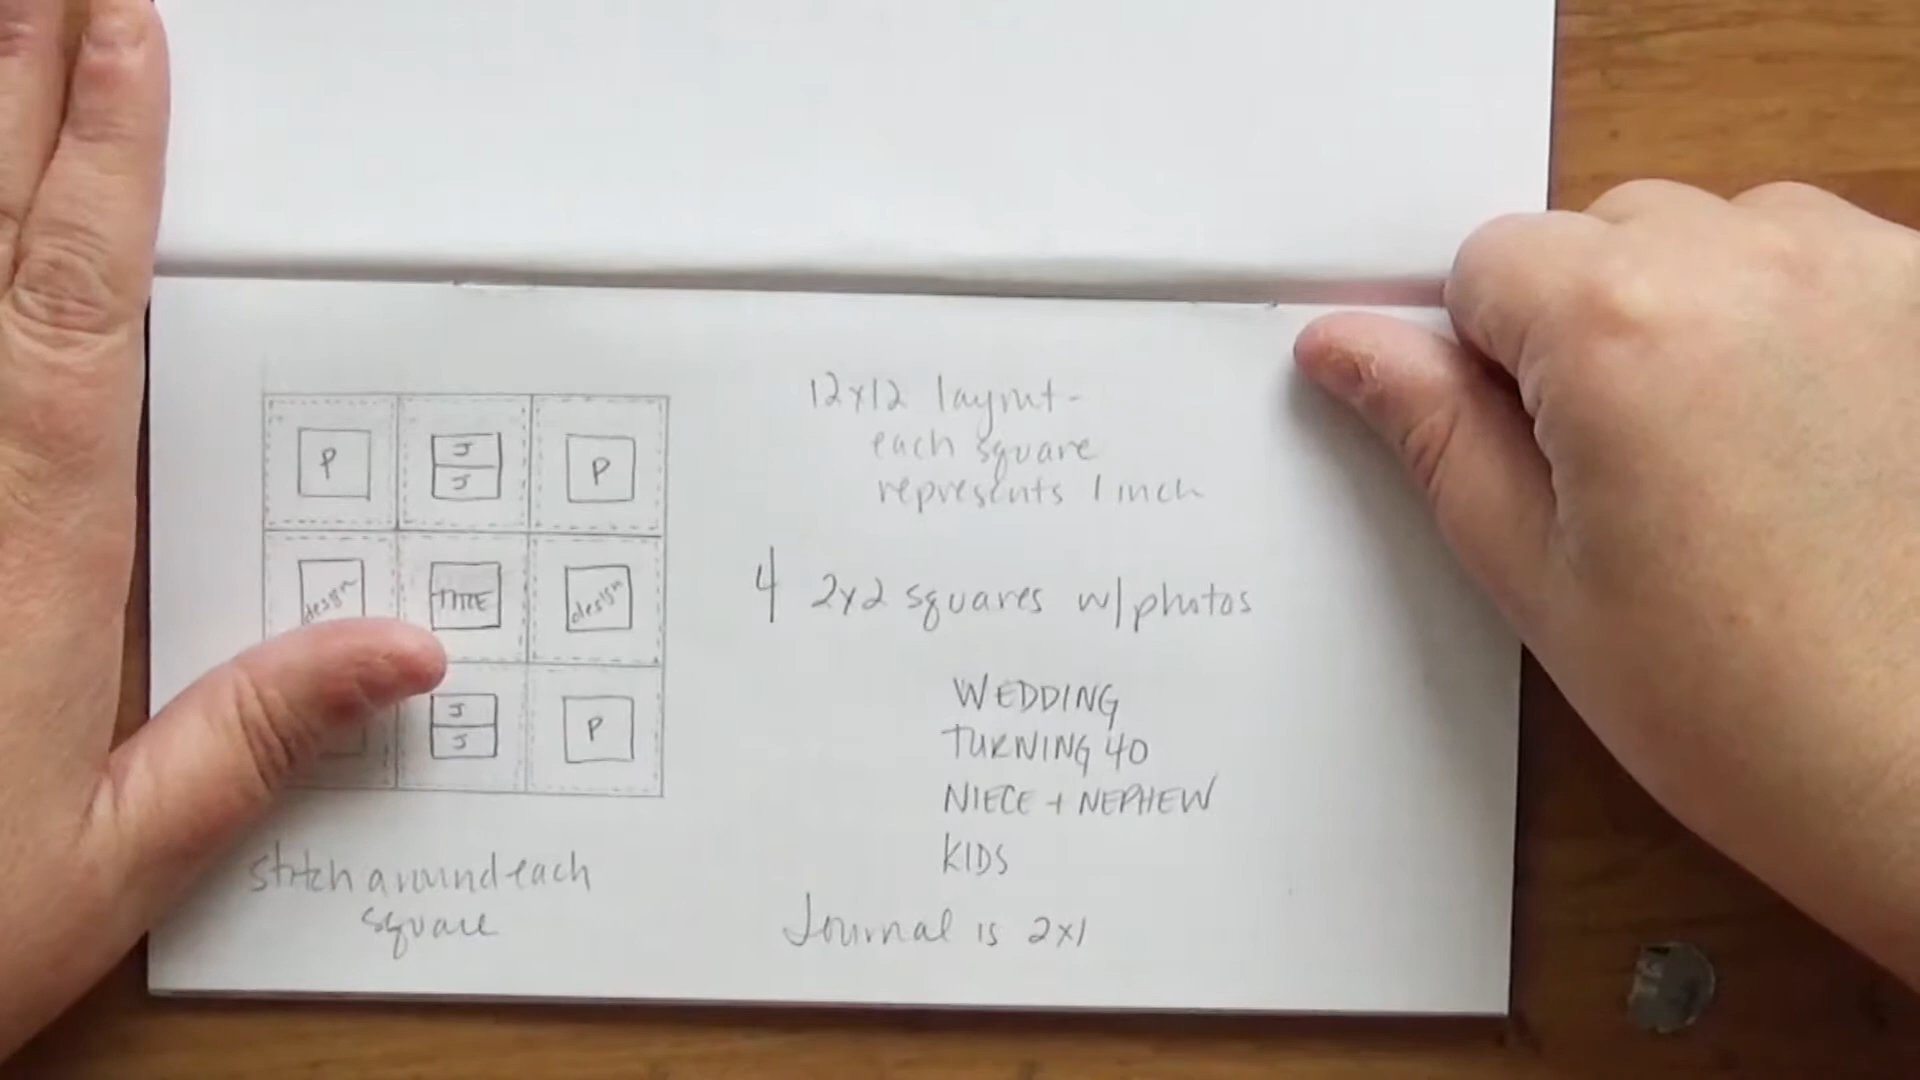 P
J
J
P
design
TITLE
design
J
J
P
stitch around each
square
12x12 layout-
each square
represents 1 inch
4 2x2 squares w/photos
WEDDING
TURNING 40
NIECE + NEPHEW
KIDS
Journal is 2x1